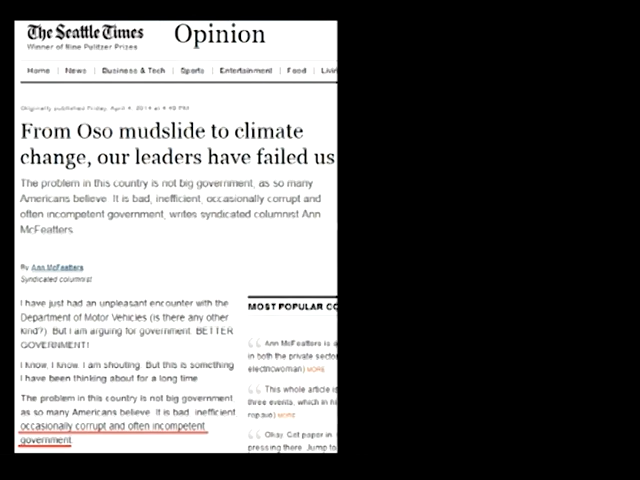 The Seattle Times
Winner of Nine Pulitzer Prizes
Opinion
Home | News | Business & Tech | Sports | Entertainment | Food |
Originally published Friday, April 4, 2014 at 4:49 PM
From Oso mudslide to climate
change, our leaders have failed us
The problem in this country is not big government, as so many
Americans believe. It is bad, inefficient, occasionally corrupt and
often incompetent government, writes syndicated columnist Ann
McFeatters.
By Ann McFeatters
Syndicated columnist
I have just had an unpleasant encounter with the
Department of Motor Vehicles (is there any other
kind?). But I am arguing for government. BETTER
GOVERNMENT!
I know, I know. I am shouting. But this is something
I have been thinking about for a long time.
The problem in this country is not big government
as so many Americans believe. It is bad, inefficient
occasionally corrupt and often incompetent
government.
MOST POPULAR CO
Ann McFeatters is a
in both the private secto
electricwoman) MORE
This whole article is
three events, which in hi
MORE
Okay. Get paper in
pressing there. Jump to